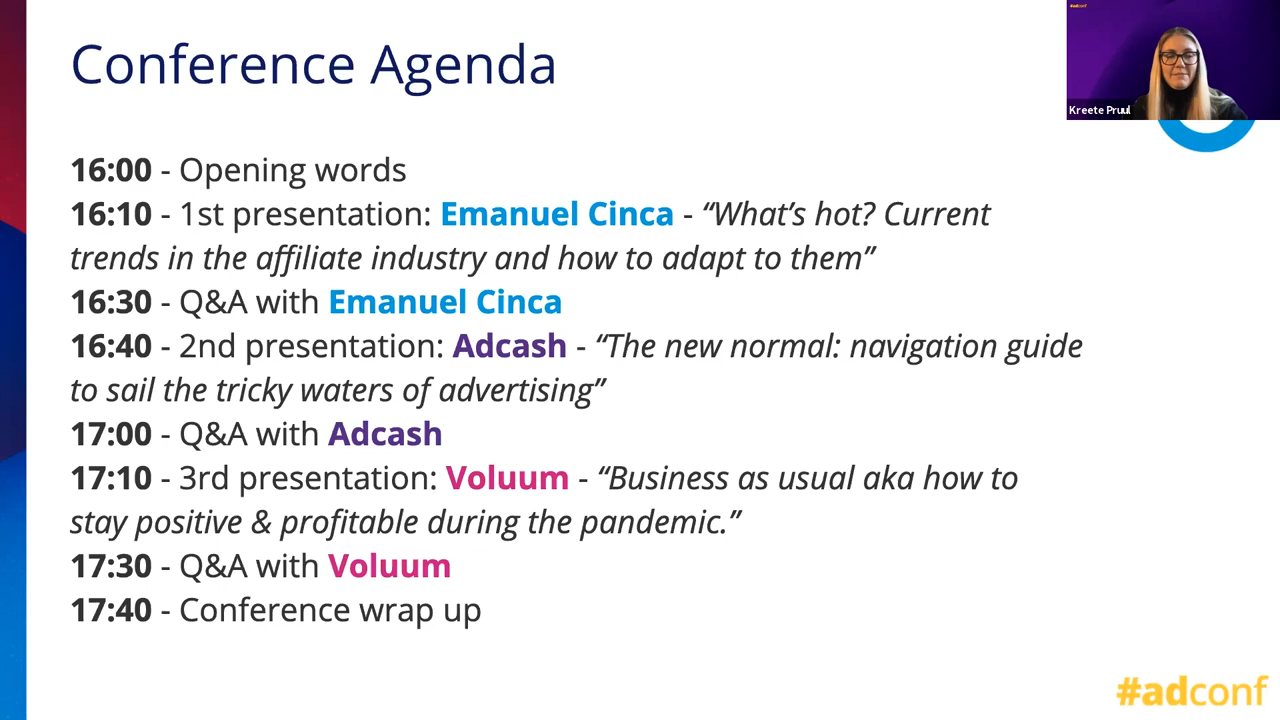 Conference Agenda
#adconf
Kreete Pruul
16:00 - Opening words
16:10 - 1st presentation: Emanuel Cinca - “What’s hot? Current
trends in the affiliate industry and how to adapt to them”
16:30 - Q&A with Emanuel Cinca
16:40 - 2nd presentation: Adcash - “The new normal: navigation guide
to sail the tricky waters of advertising”
17:00 - Q&A with Adcash
17:10 - 3rd presentation: Voluum - “Business as usual aka how to
stay positive & profitable during the pandemic.”
17:30 - Q&A with Voluum
17:40 - Conference wrap up
#adconf